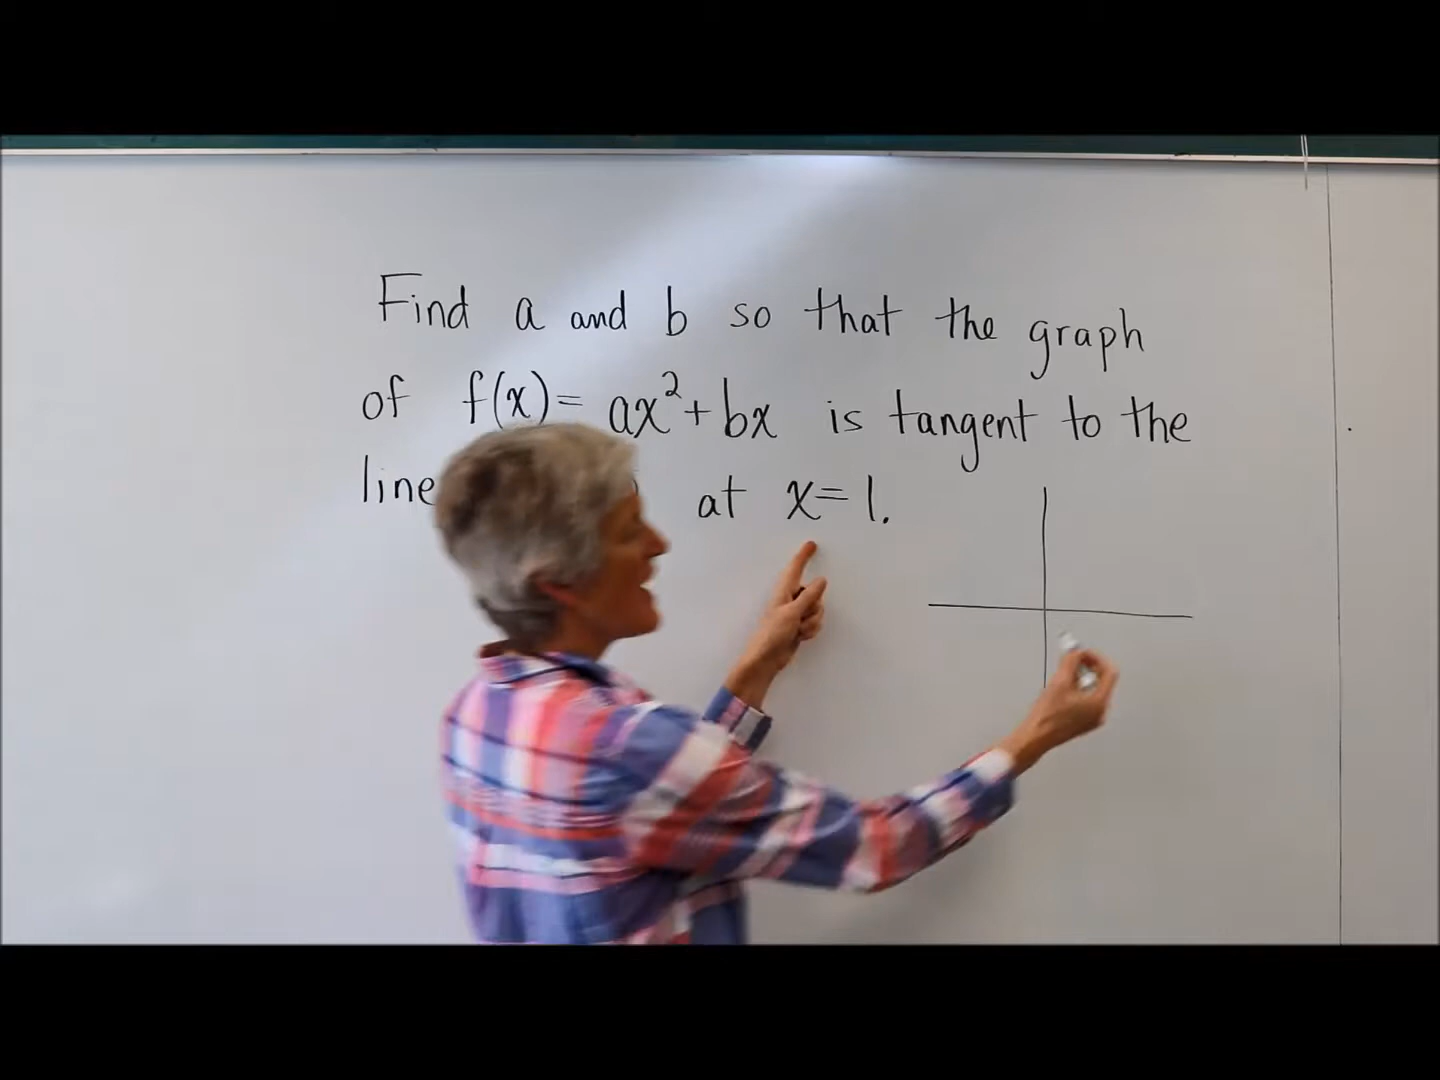 Find a and b so that the graph
of f(x) = ax²+bx is tangent to the
line at x=1.